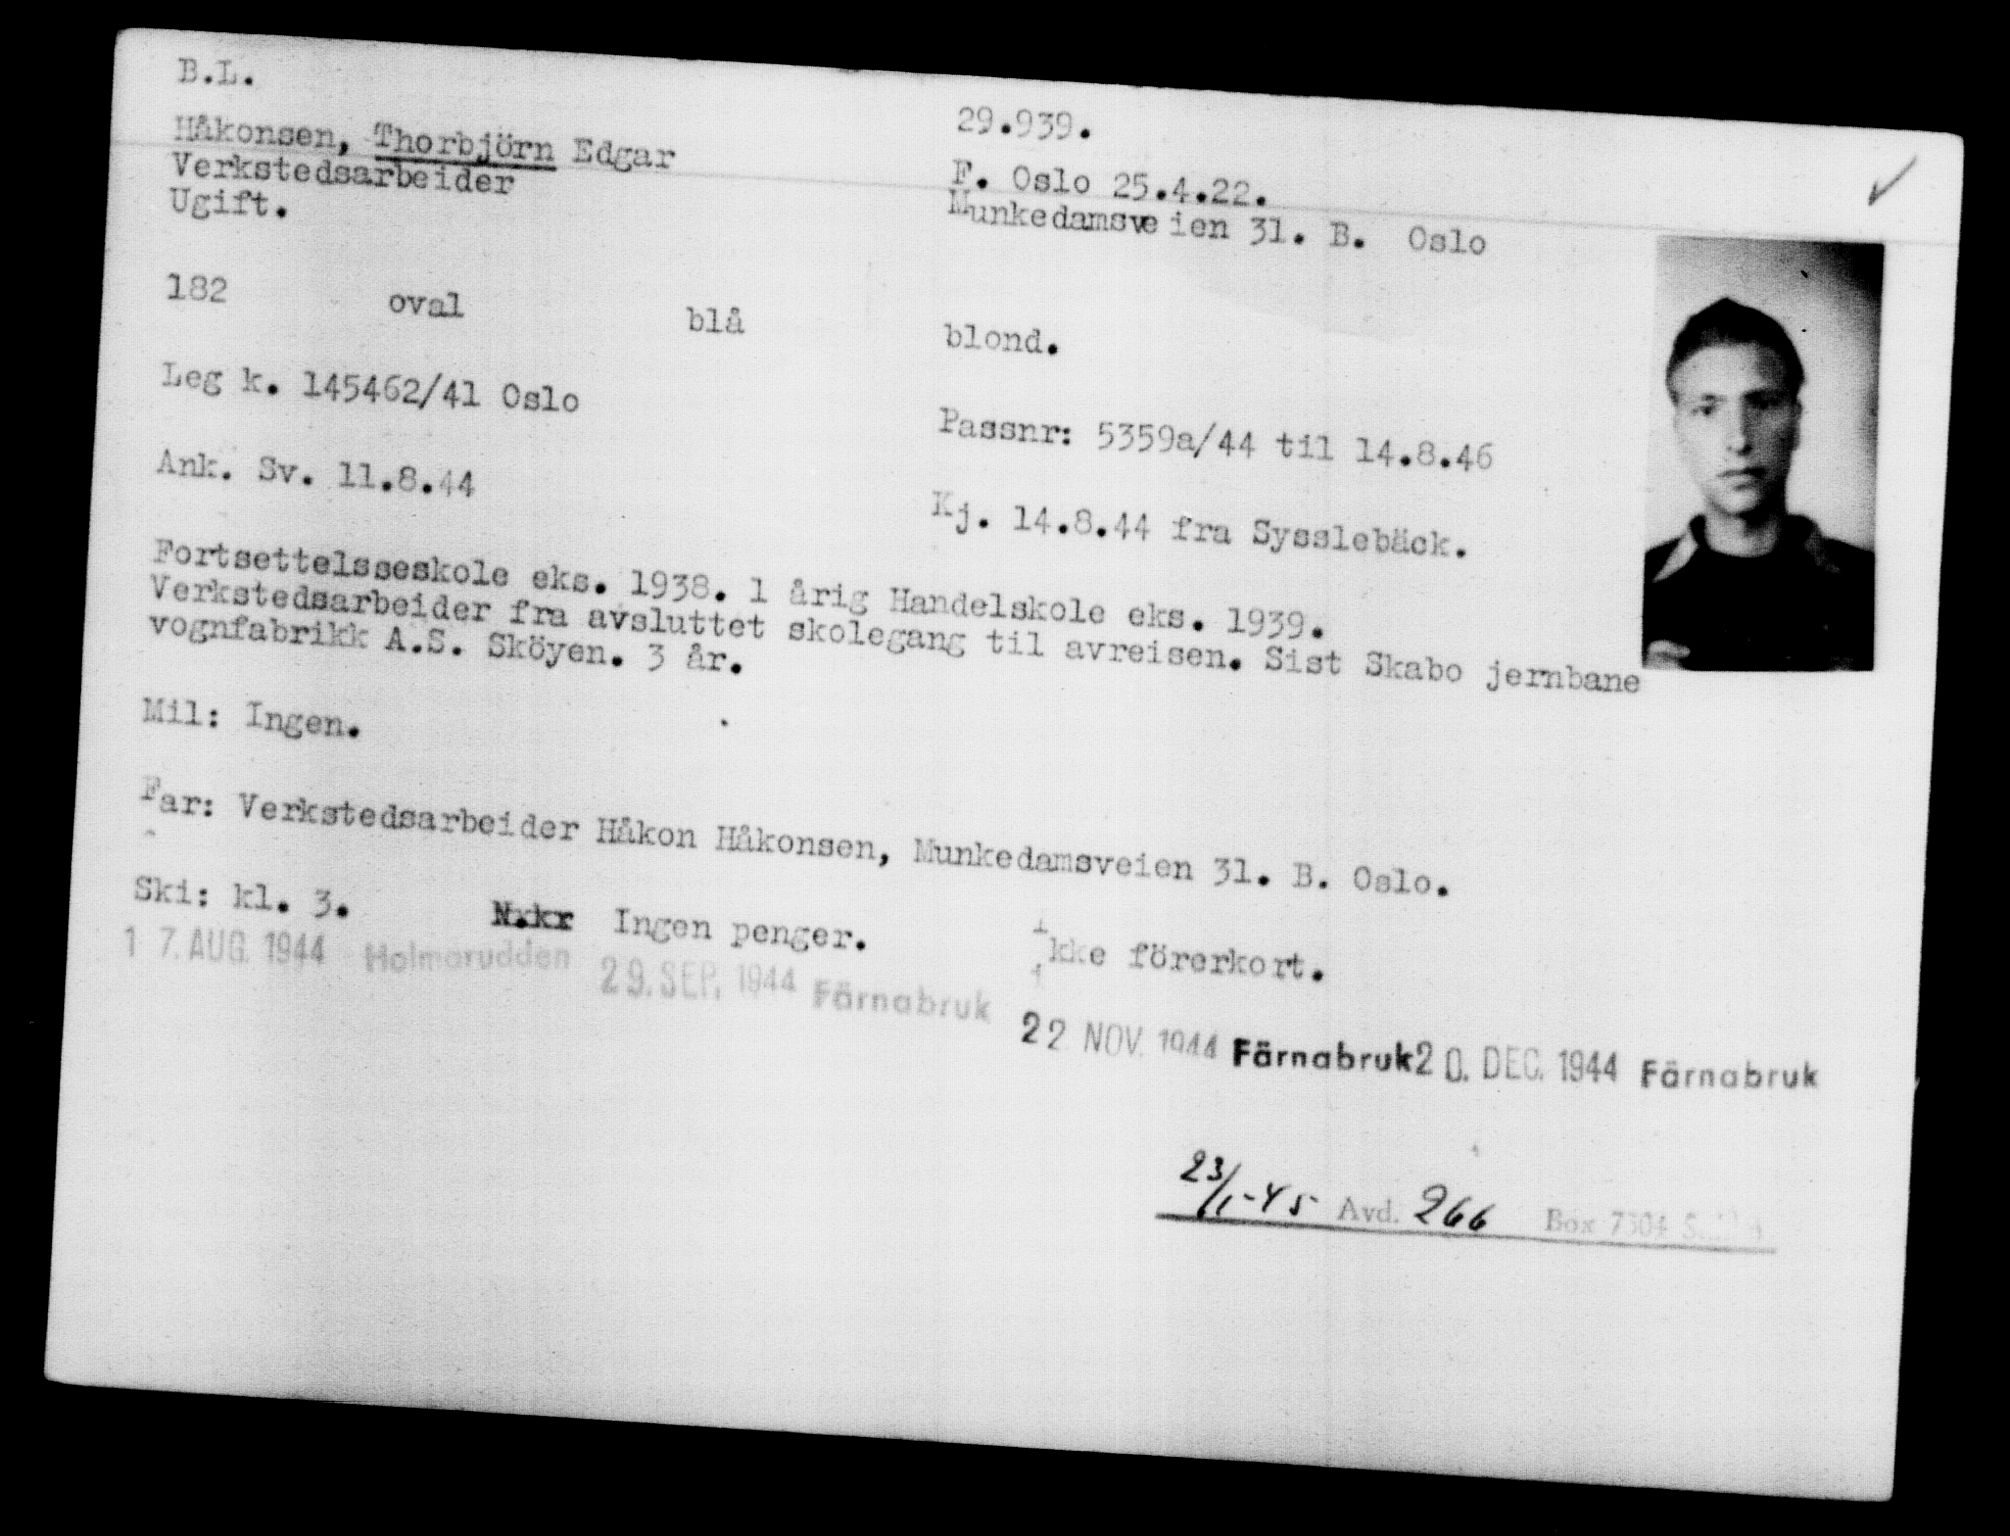 B.L.
29.939.
Håkonsen, Thorbjörn Edgar
F. Oslo 25.4.22.
Verkstedsarbeider
Munkedamsveien 31. B. Oslo
Ugift.
182 oval blå blond.
Leg k. 145462/41 Oslo
Passnr: 5359a/44 til 14.8.46
Ank. Sv. 11.8.44
Kj. 14.8.44 fra Sysslebäck.
Fortsettelsseskole eks. 1938. 1 årig Handelskole eks. 1939.
Verkstedsarbeider fra avsluttet skolegang til avreisen. Sist Skabo jernbane
vognfabrikk A.S. Sköyen. 3 år.
Mil: Ingen.
Far: Verkstedsarbeider Håkon Håkonsen, Munkedamsveien 31. B. Oslo.
Ski: kl. 3. N.kr Ingen penger. Ikke förerkort.
17. AUG. 1944 Holmerudden 29. SEP. 1944 Färnabruk
22 NOV. 1944 Färnabruk 20. DEC. 1944 Färnabruk
23/1-45 Avd. 266 Box 7304